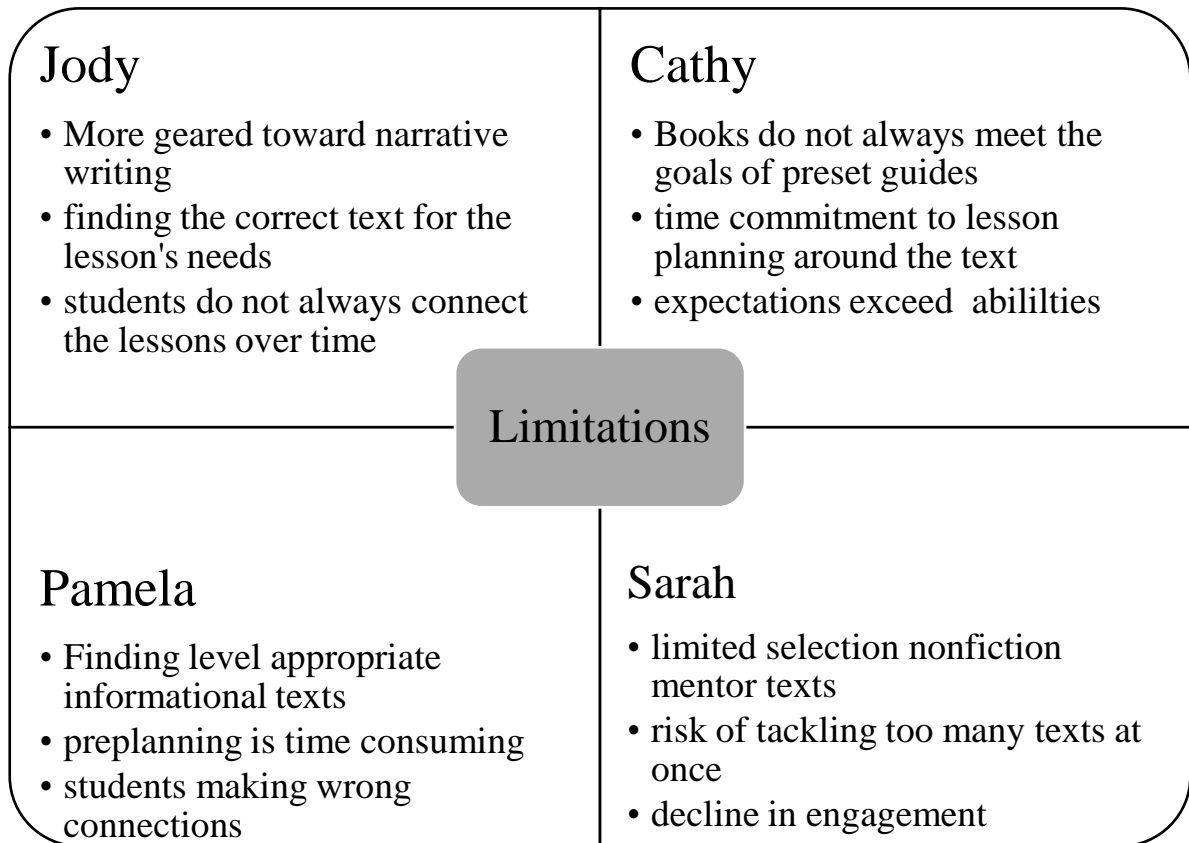 Jody
• More geared toward narrative
writing
• finding the correct text for the
lesson's needs
• students do not always connect
the lessons over time
Cathy
• Books do not always meet the
goals of preset guides
• time commitment to lesson
planning around the text
• expectations exceed abililties
Limitations
Pamela
• Finding level appropriate
informational texts
• preplanning is time consuming
• students making wrong
connections
Sarah
• limited selection nonfiction
mentor texts
• risk of tackling too many texts at
once
• decline in engagement